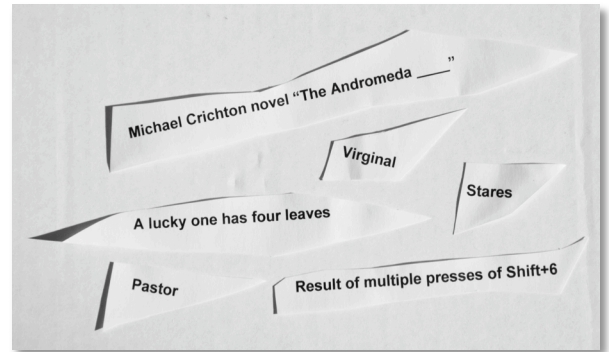 Michael Crichton novel “The Andromeda ____”
Virginal
Stares
A lucky one has four leaves
Pastor
Result of multiple presses of Shift+6